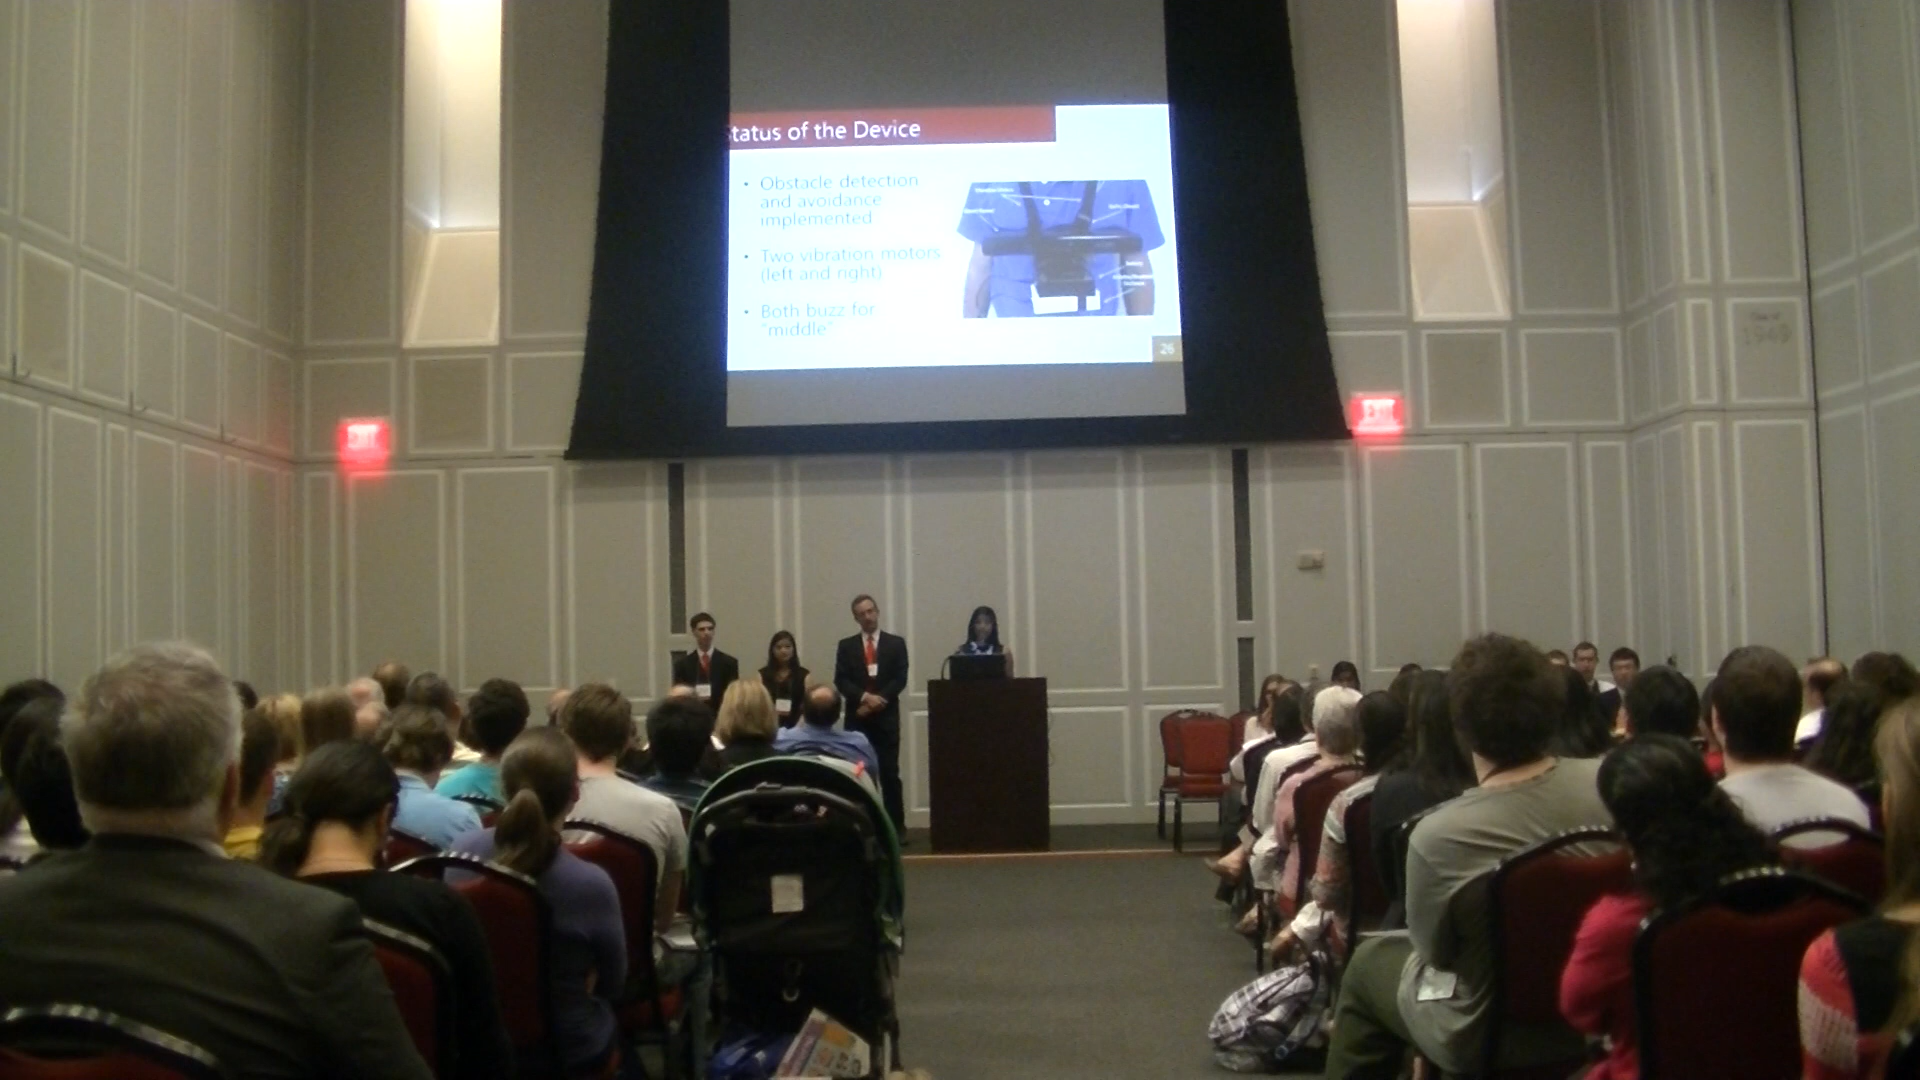 tatus of the Device
• Obstacle detection
and avoidance
implemented
• Two vibration motors
(left and right)
• Both buzz for
"middle"
26
EXIT
EXIT
1949